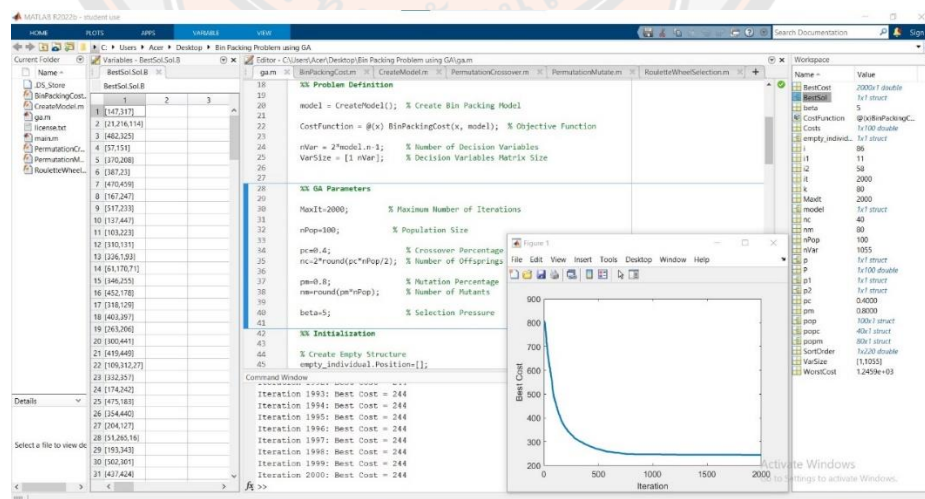 MATLAB R2022b - student use
HOME PLOTS APPS VARIABLE VIEW
Search Documentation
Sign
C: Users Acer Desktop Bin Packing Problem using GA
Current Folder
Name
.DS_Store
BinPackingCost...
CreateModel.m
ga.m
license.txt
main.m
PermutationCr...
PermutationM...
RouletteWheel...
Details
Select a file to view de
Variables - BestSol.Sol.B
BestSol.Sol.B
1 2 3
1 [147,317]
2 [21,216,114]
3 [482,325]
4 [57,151]
5 [370,208]
6 [387,23]
7 [470,459]
8 [167,247]
9 [517,233]
10 [137,447]
11 [103,223]
12 [310,131]
13 [336,1,93]
14 [61,170,71]
15 [346,255]
16 [452,178]
17 [318,129]
18 [403,397]
19 [263,206]
20 [300,441]
21 [419,449]
22 [109,312,27]
23 [332,357]
24 [174,242]
25 [475,183]
26 [354,440]
27 [204,127]
28 [51,265,16]
29 [193,343]
30 [502,301]
31 [437,424]
Editor - C:\Users\Acer\Desktop\Bin Packing Problem using GA\ga.m
ga.m BinPackingCost.m CreateModel.m PermutationCrossover.m PermutationMutate.m RouletteWheelSelection.m
18 %% Problem Definition
19
20 model = CreateModel(); % Create Bin Packing Model
21
22 CostFunction = @(x) BinPackingCost(x, model); % Objective Function
23
24 nVar = 2*model.n-1; % Number of Decision Variables
25 VarSize = [1 nVar]; % Decision Variables Matrix Size
26
27
28 %% GA Parameters
29
30 MaxIt=2000; % Maximum Number of Iterations
31
32 nPop=100; % Population Size
33
34 pc=0.4; % Crossover Percentage
35 nc=2*round(pc*nPop/2); % Number of Offsprings
36
37 pm=0.8; % Mutation Percentage
38 nm=round(pm*nPop); % Number of Mutants
39
40 beta=5; % Selection Pressure
41
42 %% Initialization
43
44 % Create Empty Structure
45 empty_individual.Position=[];
Command Window
Iteration 1992: Best Cost = 244
Iteration 1993: Best Cost = 244
Iteration 1994: Best Cost = 244
Iteration 1995: Best Cost = 244
Iteration 1996: Best Cost = 244
Iteration 1997: Best Cost = 244
Iteration 1998: Best Cost = 244
Iteration 1999: Best Cost = 244
Iteration 2000: Best Cost = 244
fx >>
Figure 1
File Edit View Insert Tools Desktop Window Help
900
800
700
600
500
400
300
200
0 500 1000 1500 2000
Best Cost
Iteration
Workspace
Name Value
BestCost 2000x1 double
BestSol 1x1 struct
beta 5
CostFunction @(x)BinPackingC...
Costs 1x100 double
empty_individ... 1x1 struct
i 86
i1 11
i2 58
it 2000
k 80
MaxIt 2000
model 1x1 struct
nc 40
nm 80
nPop 100
nVar 1055
p 1x1 struct
P 1x100 double
p1 1x1 struct
p2 1x1 struct
pc 0.4000
pm 0.8000
pop 100x1 struct
popc 40x1 struct
popm 80x1 struct
SortOrder 1x220 double
VarSize [1,1055]
WorstCost 1.2459e+03
Activate Windows
Go to Settings to activate Windows.